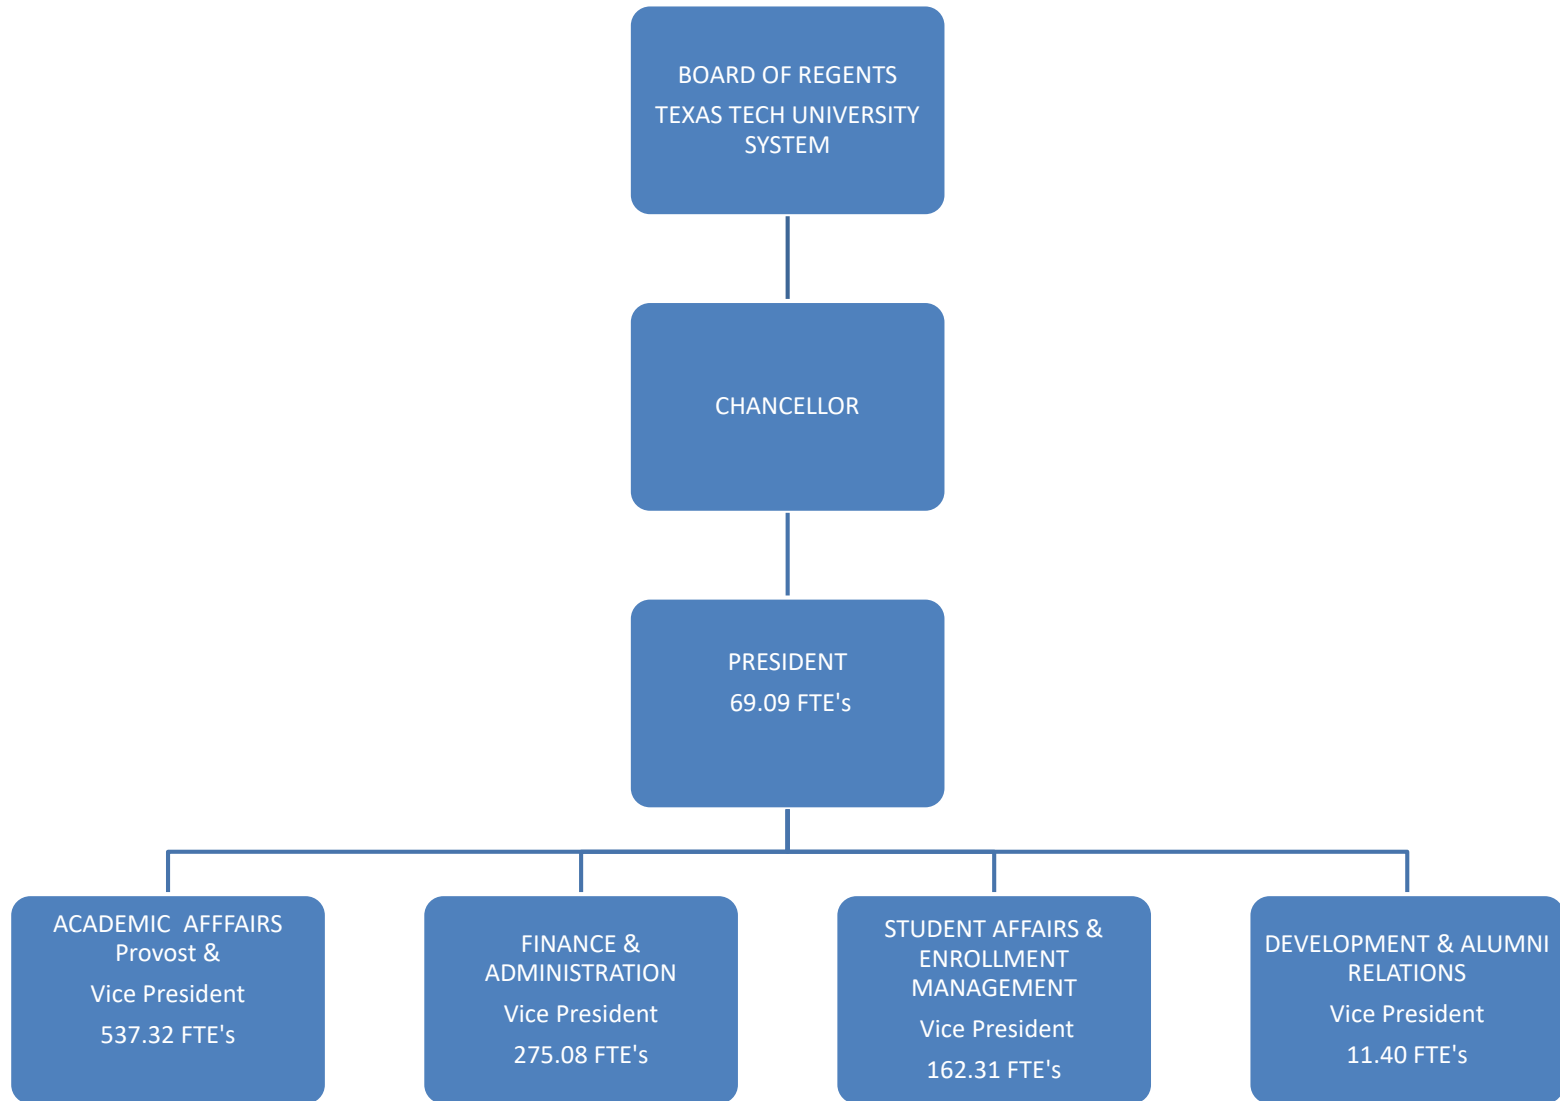 BOARD OF REGENTS
TEXAS TECH UNIVERSITY
SYSTEM
CHANCELLOR
PRESIDENT
69.09 FTE's
ACADEMIC  AFFFAIRS
Provost &
Vice President
537.32 FTE's
FINANCE &
ADMINISTRATION
Vice President
275.08 FTE's
STUDENT AFFAIRS &
ENROLLMENT
MANAGEMENT
Vice President
162.31 FTE's
DEVELOPMENT & ALUMNI
RELATIONS
Vice President
11.40 FTE's